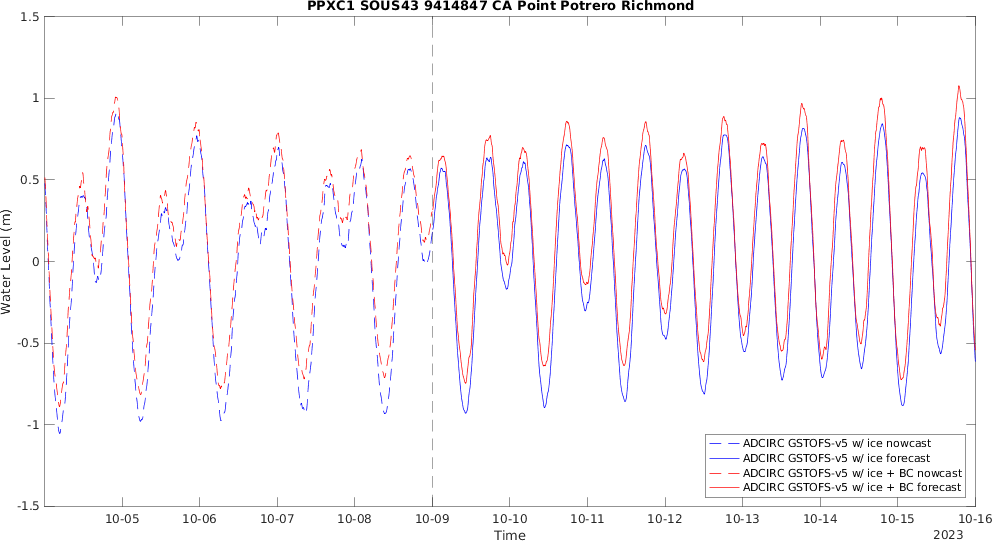 PPXC1 SOUS43 9414847 CA Point Potrero Richmond
1.5
1
0.5
0
-0.5
-1
-1.5
Water Level (m)
10-05 10-06 10-07 10-08 10-09 10-10 10-11 10-12 10-13 10-14 10-15 10-16
Time
2023
ADCIRC GSTOFS-v5 w/ ice nowcast
ADCIRC GSTOFS-v5 w/ ice forecast
ADCIRC GSTOFS-v5 w/ ice + BC nowcast
ADCIRC GSTOFS-v5 w/ ice + BC forecast